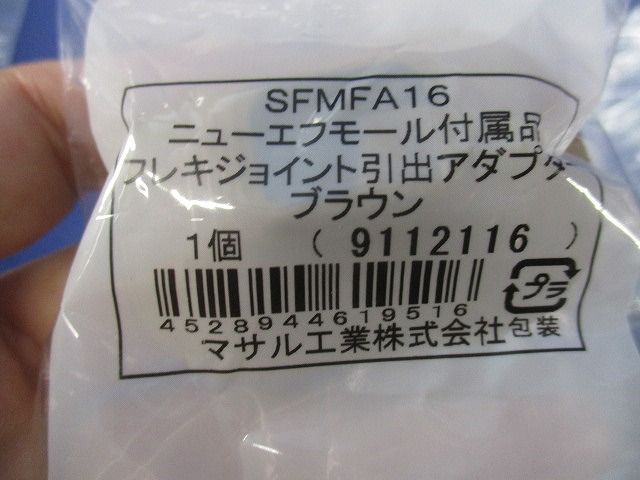 SFMFA16
ニューエフモール付属品
フレキジョイント引出アダプタ
ブラウン
1個 (9112116)
4528944619516
プラ
マサル工業株式会社 包装